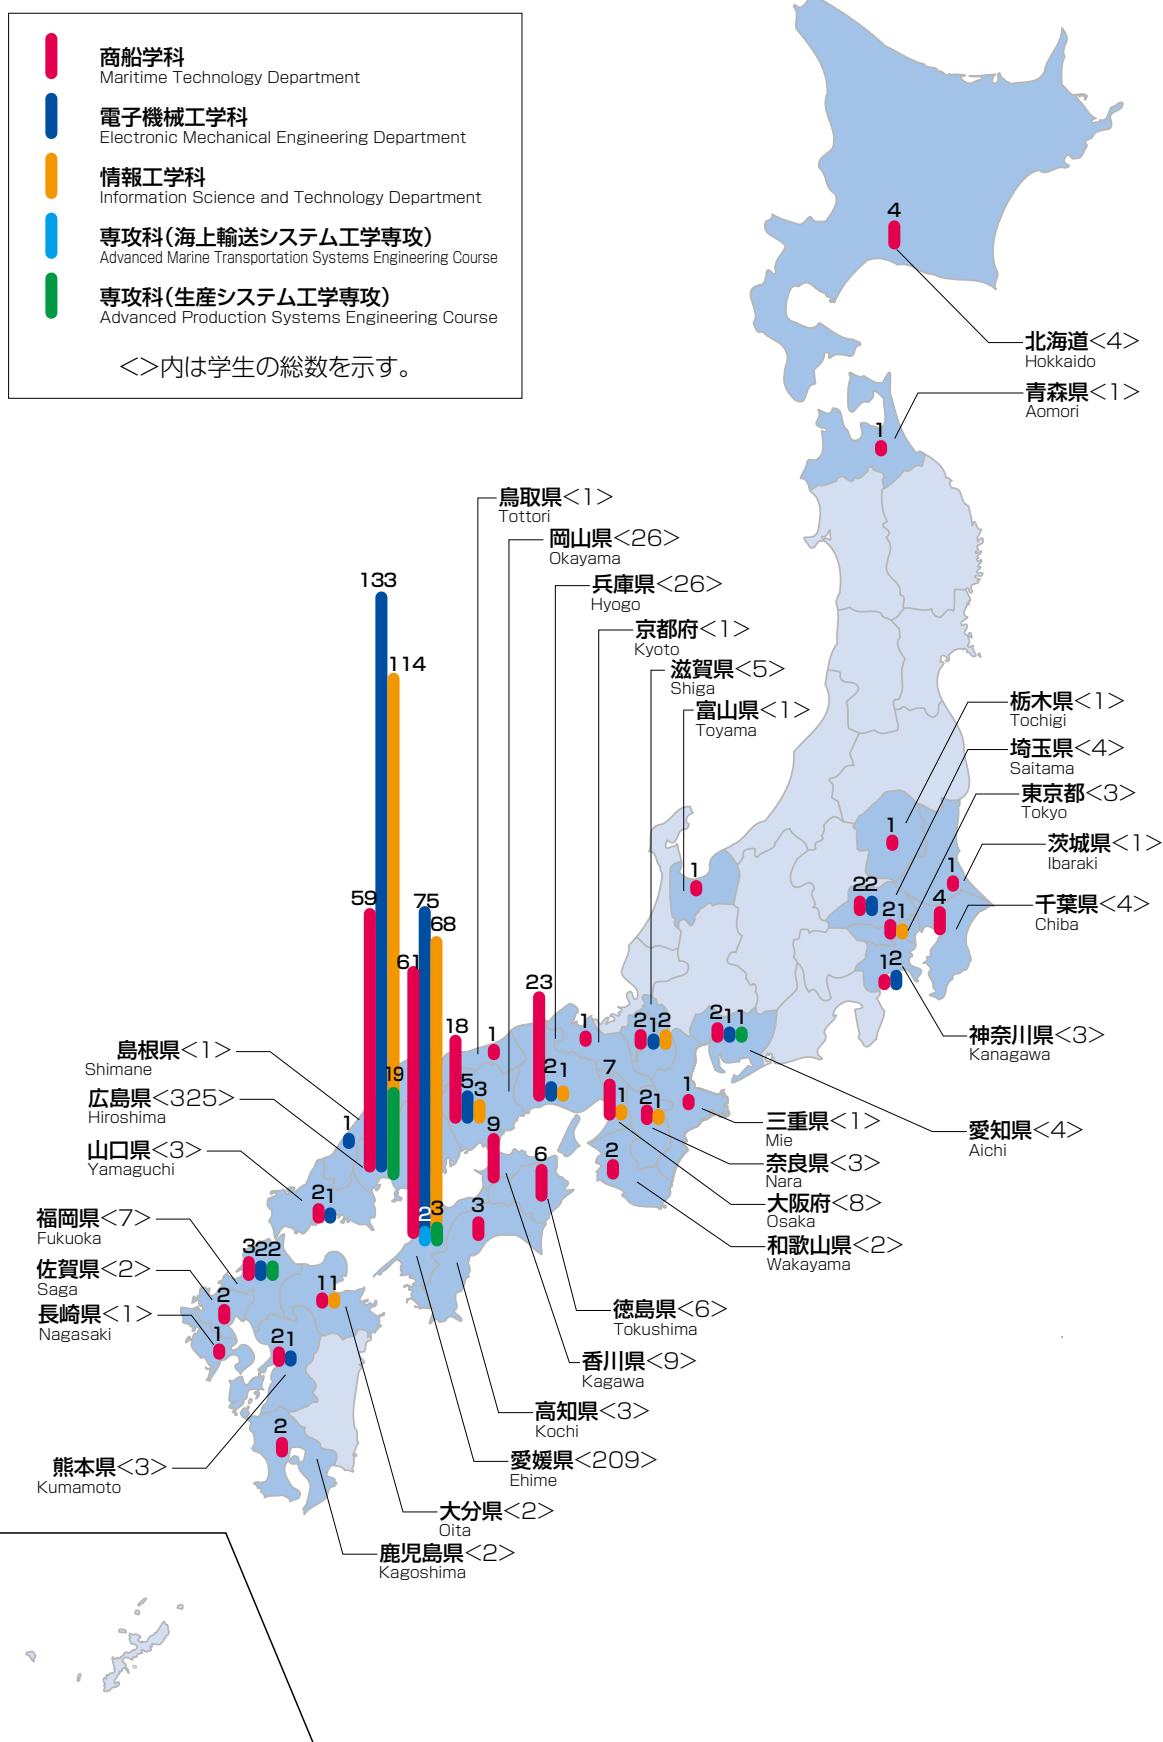 商船学科
Maritime Technology Department
電子機械工学科
Electronic Mechanical Engineering Department
情報工学科
Information Science and Technology Department
専攻科(海上輸送システム工学専攻)
Advanced Marine Transportation Systems Engineering Course
専攻科(生産システム工学専攻)
Advanced Production Systems Engineering Course
<>内は学生の総数を示す。
4
北海道<4>
Hokkaido
青森県<1>
Aomori
1
鳥取県<1>
Tottori
岡山県<26>
Okayama
兵庫県<26>
Hyogo
京都府<1>
Kyoto
滋賀県<5>
Shiga
富山県<1>
Toyama
栃木県<1>
Tochigi
埼玉県<4>
Saitama
東京都<3>
Tokyo
茨城県<1>
Ibaraki
千葉県<4>
Chiba
神奈川県<3>
Kanagawa
愛知県<4>
Aichi
133
114
59
75
68
61
19
2
3
1
1
1
2 2
2 1
4
1 2
23
2 1
1
2 1 2
2 1 1
18
5
3
1
7
1
2 1
1
9
6
2
3
1
2 1
3 2 2
1 1
2
1
2 1
2
島根県<1>
Shimane
広島県<325>
Hiroshima
山口県<3>
Yamaguchi
福岡県<7>
Fukuoka
佐賀県<2>
Saga
長崎県<1>
Nagasaki
熊本県<3>
Kumamoto
三重県<1>
Mie
奈良県<3>
Nara
大阪府<8>
Osaka
和歌山県<2>
Wakayama
徳島県<6>
Tokushima
香川県<9>
Kagawa
高知県<3>
Kochi
愛媛県<209>
Ehime
大分県<2>
Oita
鹿児島県<2>
Kagoshima